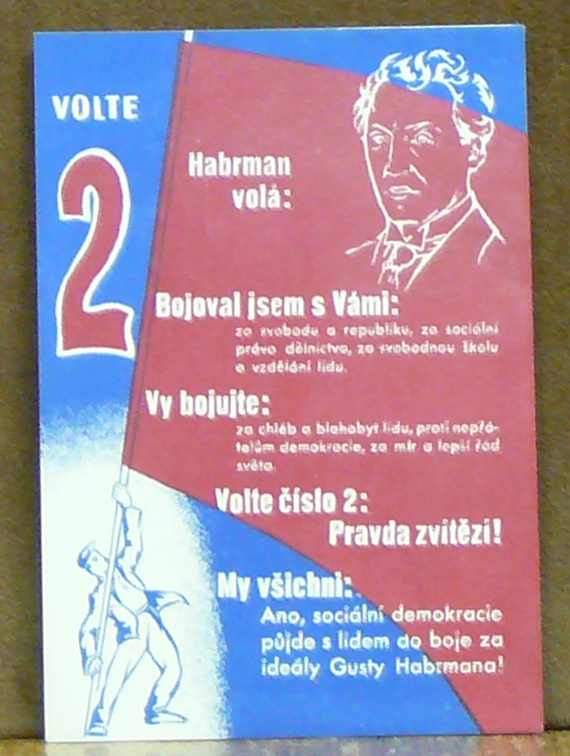 VOLTE
2
Habrman
volá:
Bojoval jsem s Vámi:
za svobodu a republiku, za sociální
práva dělnictva, za svobodnou školu
a vzdělání lidu.
Vy bojujte:
za chléb a blahobyt lidu, proti nepřá-
telům demokracie, za mír a lepší řád
světa.
Volte číslo 2:
Pravda zvítězí!
My všichni:
Ano, sociální demokracie
půjde s lidem do boje za
ideály Gusty Habrmana!